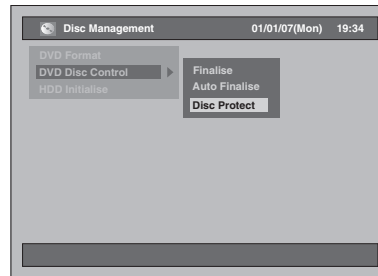 Disc Management 01/01/07(Mon) 19:34
DVD Format
DVD Disc Control
HDD Initialise
Finalise
Auto Finalise
Disc Protect